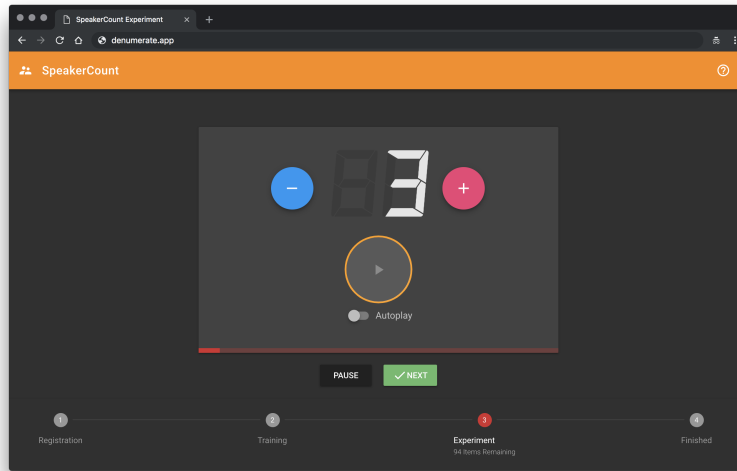 SpeakerCount Experiment
denumerate.app
SpeakerCount
3
Autoplay
PAUSE
NEXT
1
2
3
4
Registration
Training
Experiment
Finished
94 Items Remaining